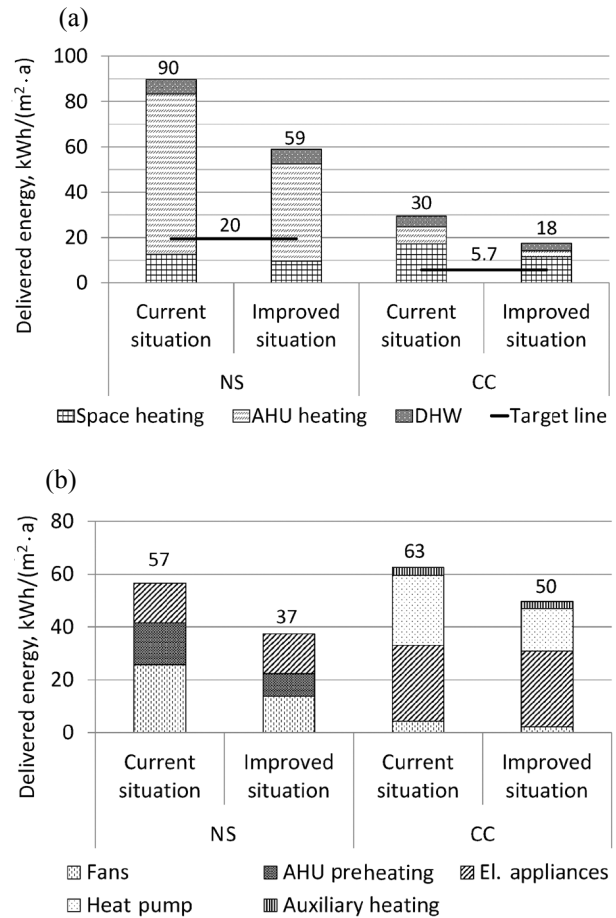 (a)
Delivered energy, kWh/(m²·a)
100
80
60
40
20
0
90
59
30
18
20
5.7
Current situation
Improved situation
Current situation
Improved situation
NS
CC
Space heating
AHU heating
DHW
Target line
(b)
Delivered energy, kWh/(m²·a)
80
60
40
20
0
57
37
63
50
Current situation
Improved situation
Current situation
Improved situation
NS
CC
Fans
AHU preheating
El. appliances
Heat pump
Auxiliary heating